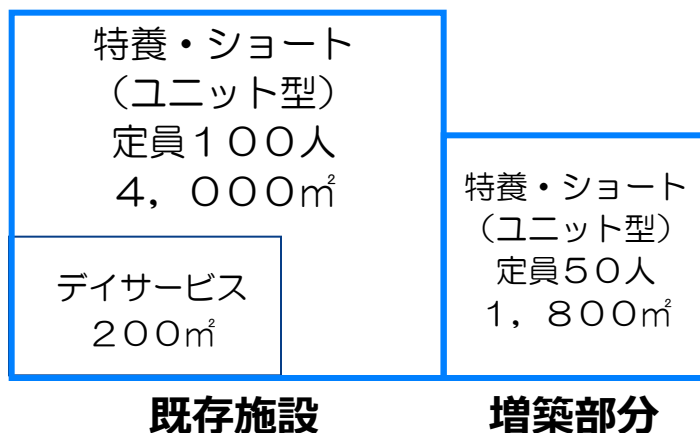 特養・ショート
（ユニット型）
定員１００人
４，０００㎡
デイサービス
２００㎡
特養・ショート
（ユニット型）
定員５０人
１，８００㎡
既存施設
増築部分